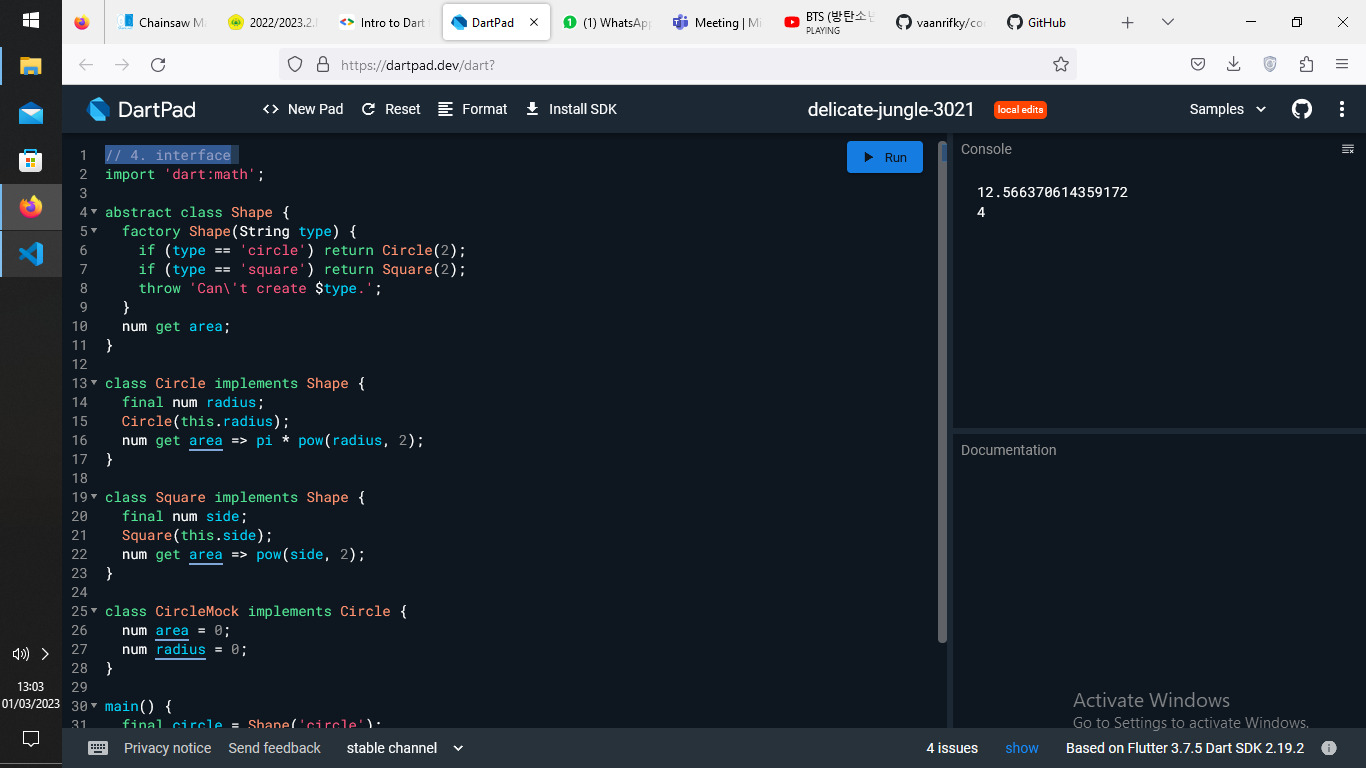 Chainsaw Ma
2022/2023.2.
Intro to Dart
DartPad
(1) WhatsApp
Meeting | Mi
BTS (방탄소년
PLAYING
vaanrifky/co
GitHub
https://dartpad.dev/dart?
DartPad
New Pad
Reset
Format
Install SDK
delicate-jungle-3021
local edits
Samples
1 // 4. interface
2 import 'dart:math';
3
4 abstract class Shape {
5 factory Shape(String type) {
6 if (type == 'circle') return Circle(2);
7 if (type == 'square') return Square(2);
8 throw 'Can\'t create $type.';
9 }
10 num get area;
11 }
12
13 class Circle implements Shape {
14 final num radius;
15 Circle(this.radius);
16 num get area => pi * pow(radius, 2);
17 }
18
19 class Square implements Shape {
20 final num side;
21 Square(this.side);
22 num get area => pow(side, 2);
23 }
24
25 class CircleMock implements Circle {
26 num area = 0;
27 num radius = 0;
28 }
29
30 main() {
31 final circle = Shape('circle');
Run
Console
12.566370614359172
4
Documentation
Activate Windows
Go to Settings to activate Windows.
Privacy notice
Send feedback
stable channel
4 issues
show
Based on Flutter 3.7.5 Dart SDK 2.19.2
13:03
01/03/2023